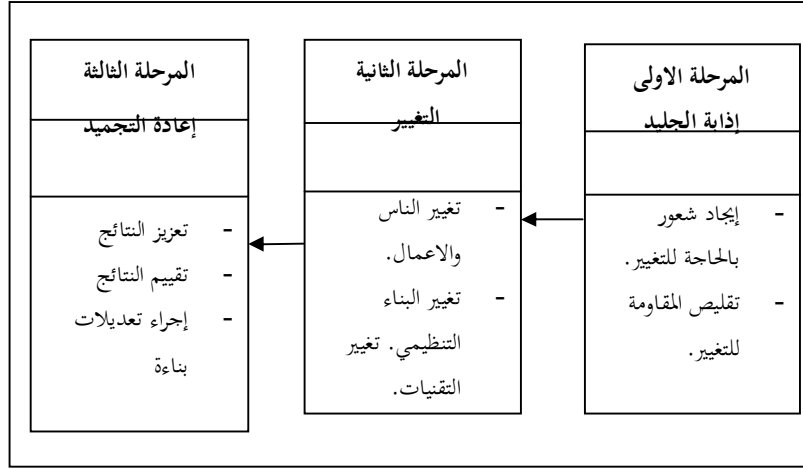 المرحلة الاولى
إذابة الجليد
- إيجاد شعور
بالحاجة للتغيير.
- تقليص المقاومة
للتغيير.
المرحلة الثانية
التغيير
- تغيير الناس
والاعمال.
- تغيير البناء
التنظيمي. تغيير
التقنيات.
المرحلة الثالثة
إعادة التجميد
- تعزيز النتائج
- تقييم النتائج
- إجراء تعديلات
بناءة